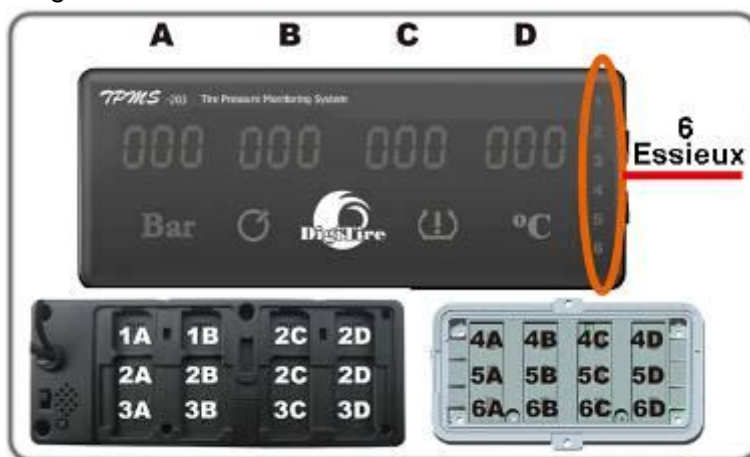 A B C D
TPMS -203 Tire Pressure Monitoring System
000 000 000 000
Bar DigiTire °C
1
2
3
4
5
6
6
Essieux
1A 1B 2C 2D
2A 2B 2C 2D
3A 3B 3C 3D
4A 4B 4C 4D
5A 5B 5C 5D
6A 6B 6C 6D